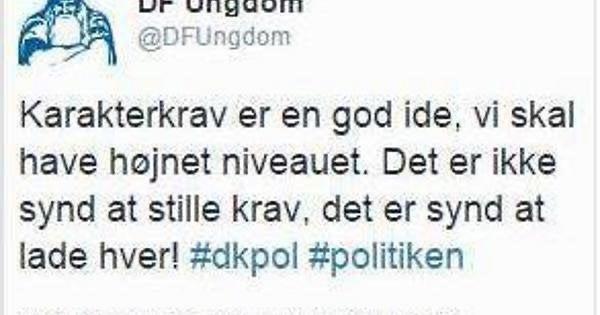 DF Ungdom
@DFUngdom
Karakterkrav er en god ide, vi skal
have højnet niveauet. Det er ikke
synd at stille krav, det er synd at
lade hver! #dkpol #politiken